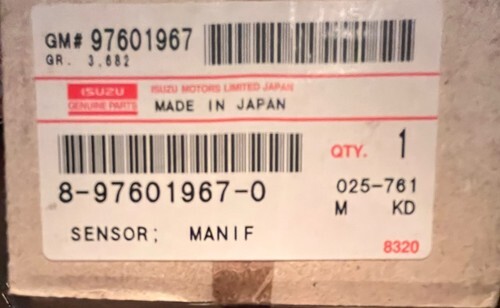 GM# 97601967
GR. 3,682
ISUZU
GENUINE PARTS
ISUZU MOTORS LIMITED JAPAN
MADE IN JAPAN
8-97601967-0
QTY. 1
025-761
M KD
SENSOR; MANIF
8320